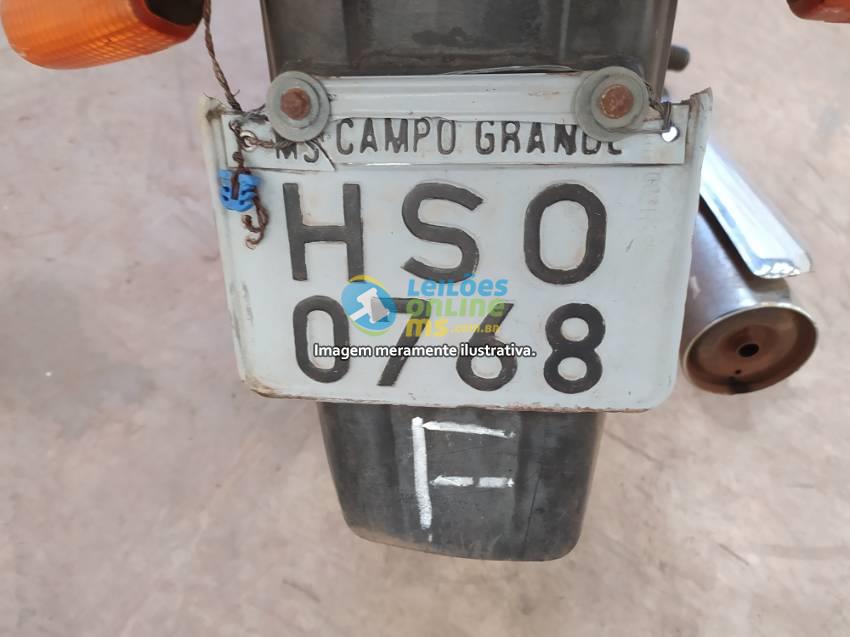 MS CAMPO GRANDE
HSO
0768
LEILÕES
ONLINE
ms.com.br
Imagem meramente ilustrativa.
F